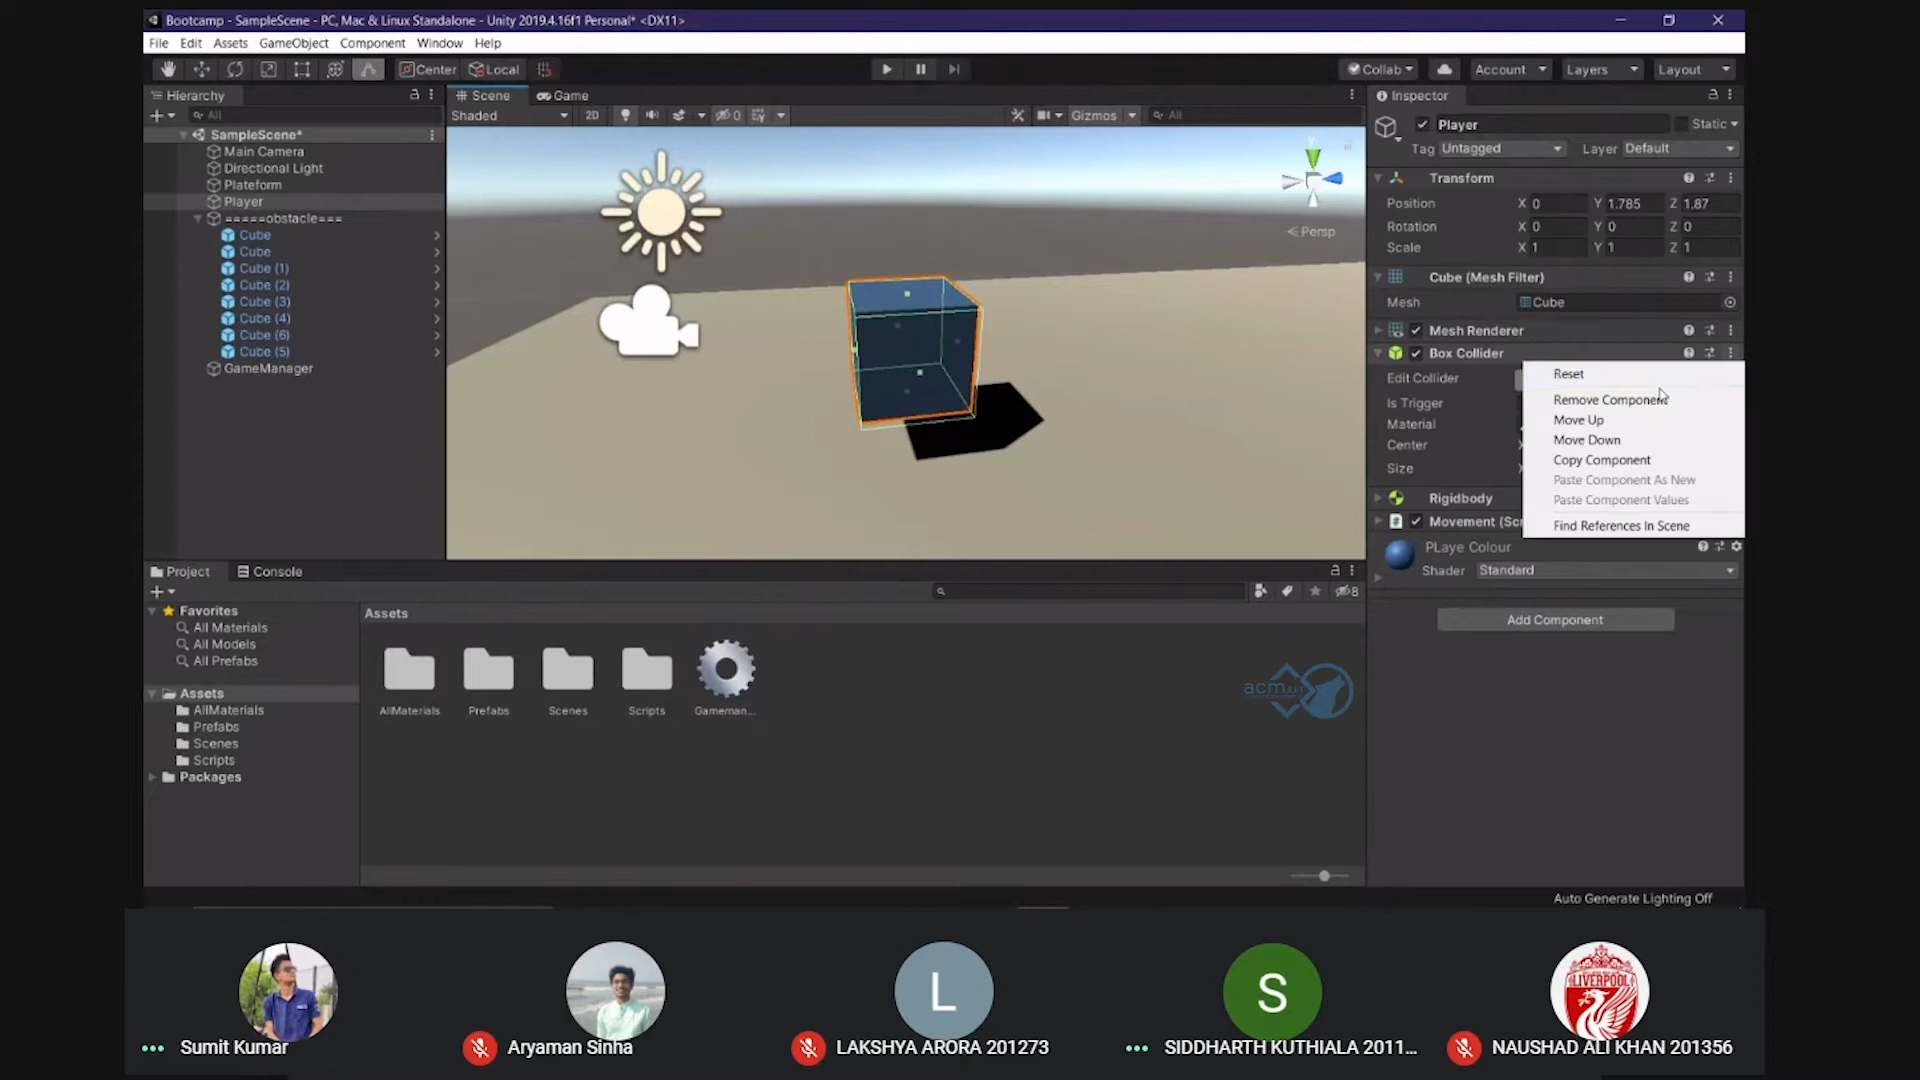 Bootcamp - SampleScene - PC, Mac & Linux Standalone - Unity 2019.4.16f1 Personal* <DX11>
File Edit Assets GameObject Component Window Help
Center Local
Collab Account Layers Layout
Hierarchy
All
SampleScene*
Main Camera
Directional Light
Plateform
Player
=====obstacle===
Cube
Cube
Cube (1)
Cube (2)
Cube (3)
Cube (4)
Cube (6)
Cube (5)
GameManager
Scene Game
Shaded 2D 0 Gizmos All
y
Persp
Inspector
Player Static
Tag Untagged Layer Default
Transform
Position X 0 Y 1.785 Z 1.87
Rotation X 0 Y 0 Z 0
Scale X 1 Y 1 Z 1
Cube (Mesh Filter)
Mesh Cube
Mesh Renderer
Box Collider
Edit Collider
Is Trigger
Material
Center
Size
Rigidbody
Movement (Scr
Reset
Remove Component
Move Up
Move Down
Copy Component
Paste Component As New
Paste Component Values
Find References In Scene
PLaye Colour
Shader Standard
Add Component
Project Console
8
Favorites
All Materials
All Models
All Prefabs
Assets
AllMaterials
Prefabs
Scenes
Scripts
Packages
Assets
AllMaterials Prefabs Scenes Scripts Gameman...
acm JUIT
Auto Generate Lighting Off
L
S
LIVERPOOL
Sumit Kumar
Aryaman Sinha
LAKSHYA ARORA 201273
SIDDHARTH KUTHIALA 2011...
NAUSHAD ALI KHAN 201356